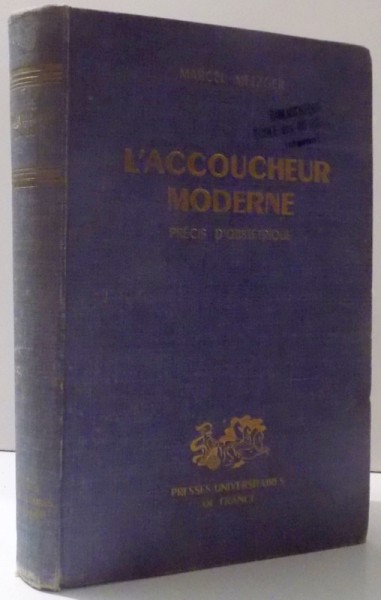 MARCEL METZGER
L'ACCOUCHEUR
MODERNE
PRÉCIS D'OBSTÉTRIQUE
PRESSES UNIVERSITAIRES
DE FRANCE